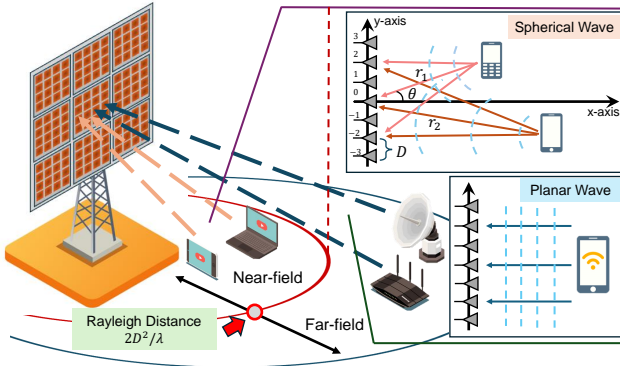 y-axis
Spherical Wave
3
2
1
0
−1
−2
−3
r₁
θ
r₂
D
x-axis
Planar Wave
Near-field
Far-field
Rayleigh Distance
2D²/λ